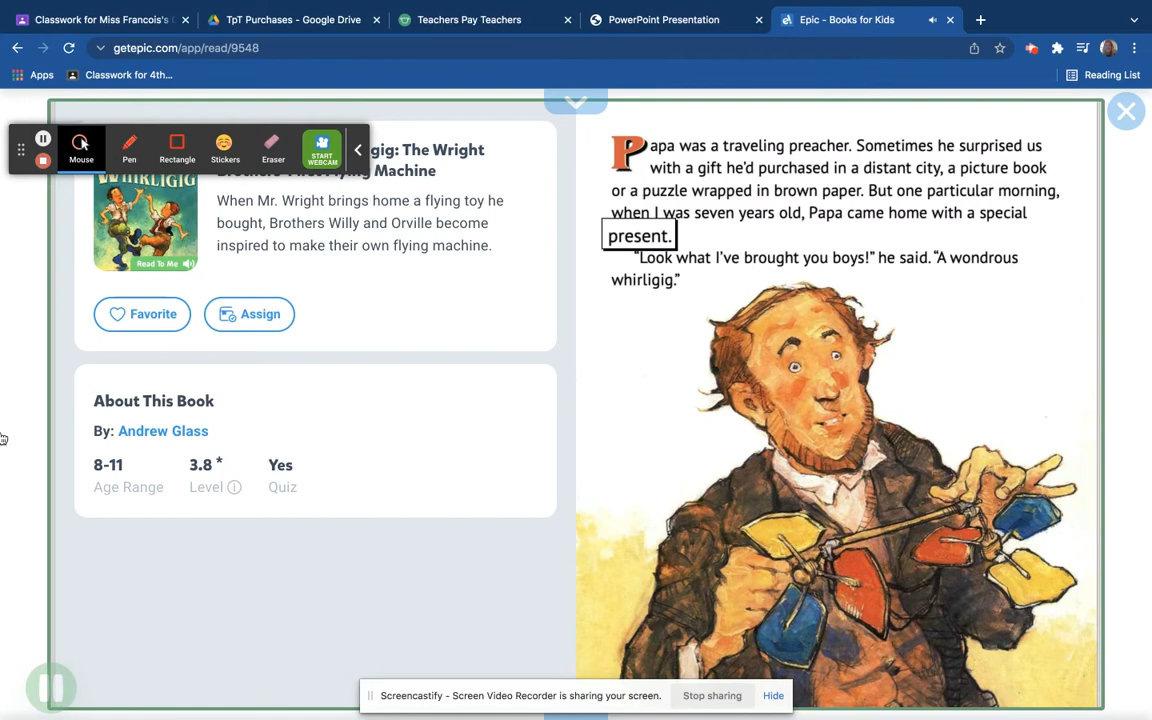 Classwork for Miss Francois's
TpT Purchases - Google Drive
Teachers Pay Teachers
PowerPoint Presentation
Epic - Books for Kids
getepic.com/app/read/9548
Apps
Classwork for 4th...
Reading List
Mouse
Pen
Rectangle
Stickers
Eraser
START
WEBCAM
gig: The Wright
Machine
When Mr. Wright brings home a flying toy he
bought, Brothers Willy and Orville become
inspired to make their own flying machine.
WHIRLIGIG
Read To Me
Favorite
Assign
About This Book
By: Andrew Glass
8-11
3.8 *
Yes
Age Range
Level
Quiz
Papa was a traveling preacher. Sometimes he surprised us
with a gift he'd purchased in a distant city, a picture book
or a puzzle wrapped in brown paper. But one particular morning,
when I was seven years old, Papa came home with a special
present.
"Look what I've brought you boys!" he said. "A wondrous
whirligig."
Screencastify - Screen Video Recorder is sharing your screen.
Stop sharing
Hide